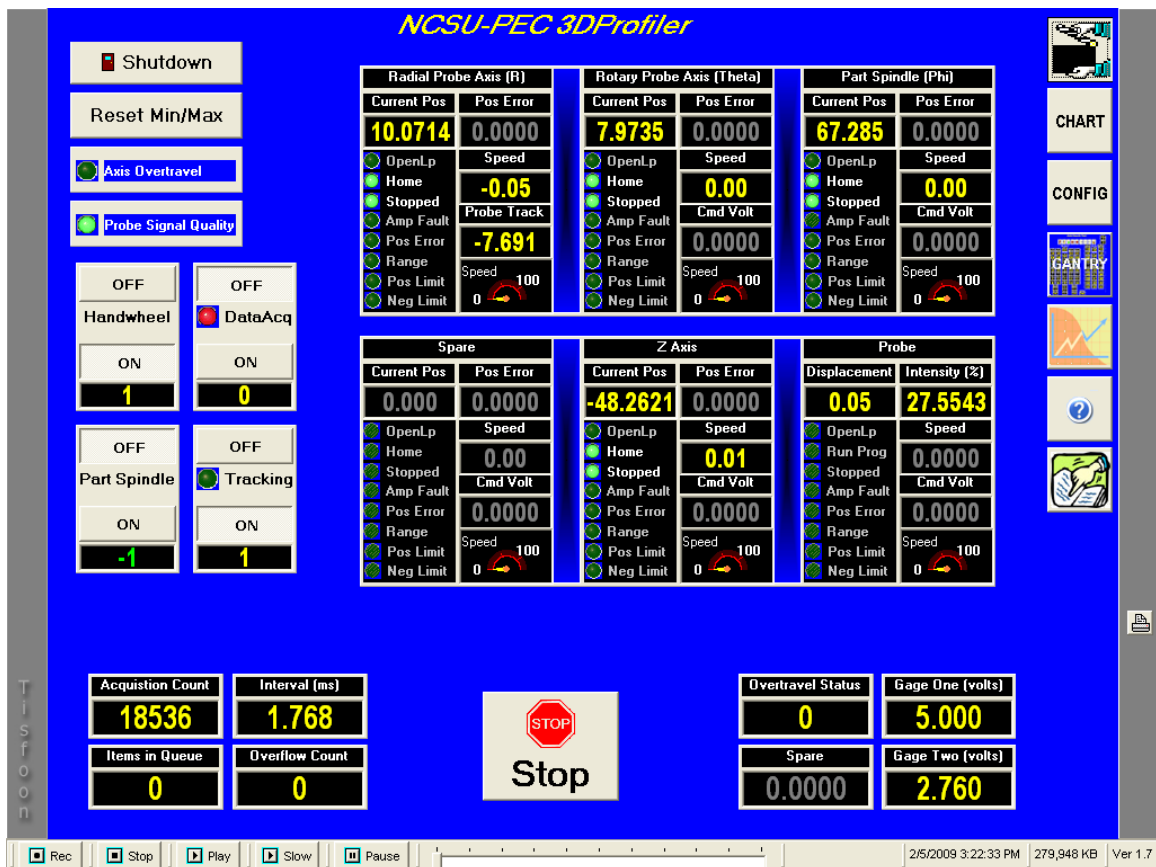 NCSU-PEC 3DProfiler
Shutdown
Reset Min/Max
Axis Overtravel
Probe Signal Quality
OFF
Handwheel
ON
1
OFF
DataAcq
ON
0
OFF
Part Spindle
ON
-1
OFF
Tracking
ON
1
Radial Probe Axis (R)
Current Pos Pos Error
10.0714 0.0000
OpenLp
Home
Stopped
Amp Fault
Pos Error
Range
Pos Limit
Neg Limit
Speed
-0.05
Probe Track
-7.691
Speed
100
0
Rotary Probe Axis (Theta)
Current Pos Pos Error
7.9735 0.0000
OpenLp
Home
Stopped
Amp Fault
Pos Error
Range
Pos Limit
Neg Limit
Speed
0.00
Cmd Volt
0.0000
Speed
100
0
Part Spindle (Phi)
Current Pos Pos Error
67.285 0.0000
OpenLp
Home
Stopped
Amp Fault
Pos Error
Range
Pos Limit
Neg Limit
Speed
0.00
Cmd Volt
0.0000
Speed
100
0
Spare
Current Pos Pos Error
0.000 0.0000
OpenLp
Home
Stopped
Amp Fault
Pos Error
Range
Pos Limit
Neg Limit
Speed
0.00
Cmd Volt
0.0000
Speed
100
0
Z Axis
Current Pos Pos Error
-48.2621 0.0000
OpenLp
Home
Stopped
Amp Fault
Pos Error
Range
Pos Limit
Neg Limit
Speed
0.01
Cmd Volt
0.0000
Speed
100
0
Probe
Displacement Intensity (%)
0.05 27.5543
OpenLp
Run Prog
Stopped
Amp Fault
Pos Error
Range
Pos Limit
Neg Limit
Speed
0.0000
Cmd Volt
0.0000
Speed
100
0
CHART
CONFIG
GANTRY
?
Tisfoon
Acquistion Count
18536
Interval (ms)
1.768
Items in Queue
0
Overflow Count
0
STOP
Stop
Overtravel Status
0
Gage One (volts)
5.000
Spare
0.0000
Gage Two (volts)
2.760
Rec Stop Play Slow Pause
2/5/2009 3:22:33 PM 279,948 KB Ver 1.7